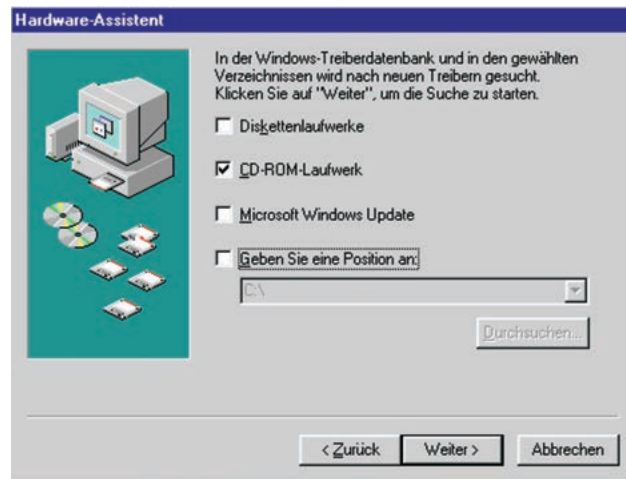 Hardware-Assistent
In der Windows-Treiberdatenbank und in den gewählten
Verzeichnissen wird nach neuen Treibern gesucht.
Klicken Sie auf "Weiter", um die Suche zu starten.
Diskettenlaufwerke
CD-ROM-Laufwerk
Microsoft Windows Update
Geben Sie eine Position an:
C:\
Durchsuchen...
< Zurück
Weiter >
Abbrechen